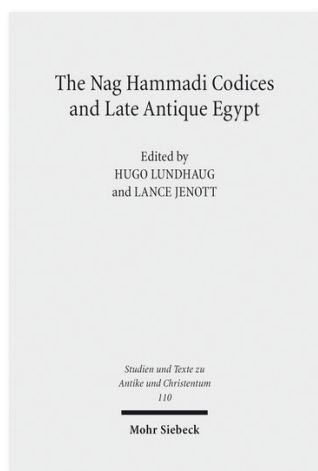 The Nag Hammadi Codices
and Late Antique Egypt
Edited by
HUGO LUNDHAUG
and LANCE JENOTT
Studien und Texte zu
Antike und Christentum
110
Mohr Siebeck